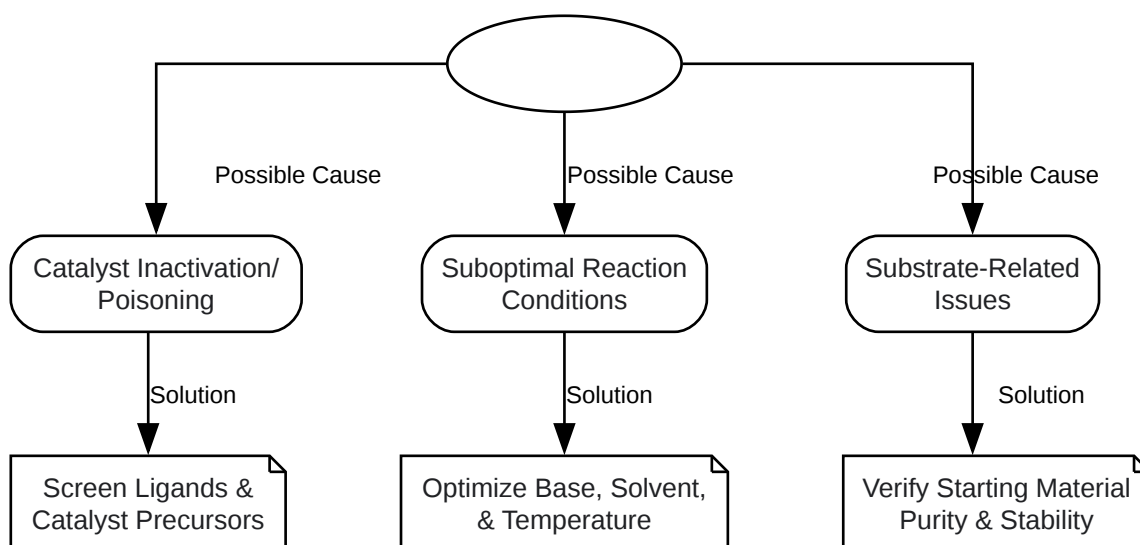 Possible Cause
Possible Cause
Possible Cause
Catalyst Inactivation/
Poisoning
Suboptimal Reaction
Conditions
Substrate-Related
Issues
Solution
Solution
Solution
Screen Ligands &
Catalyst Precursors
Optimize Base, Solvent,
& Temperature
Verify Starting Material
Purity & Stability